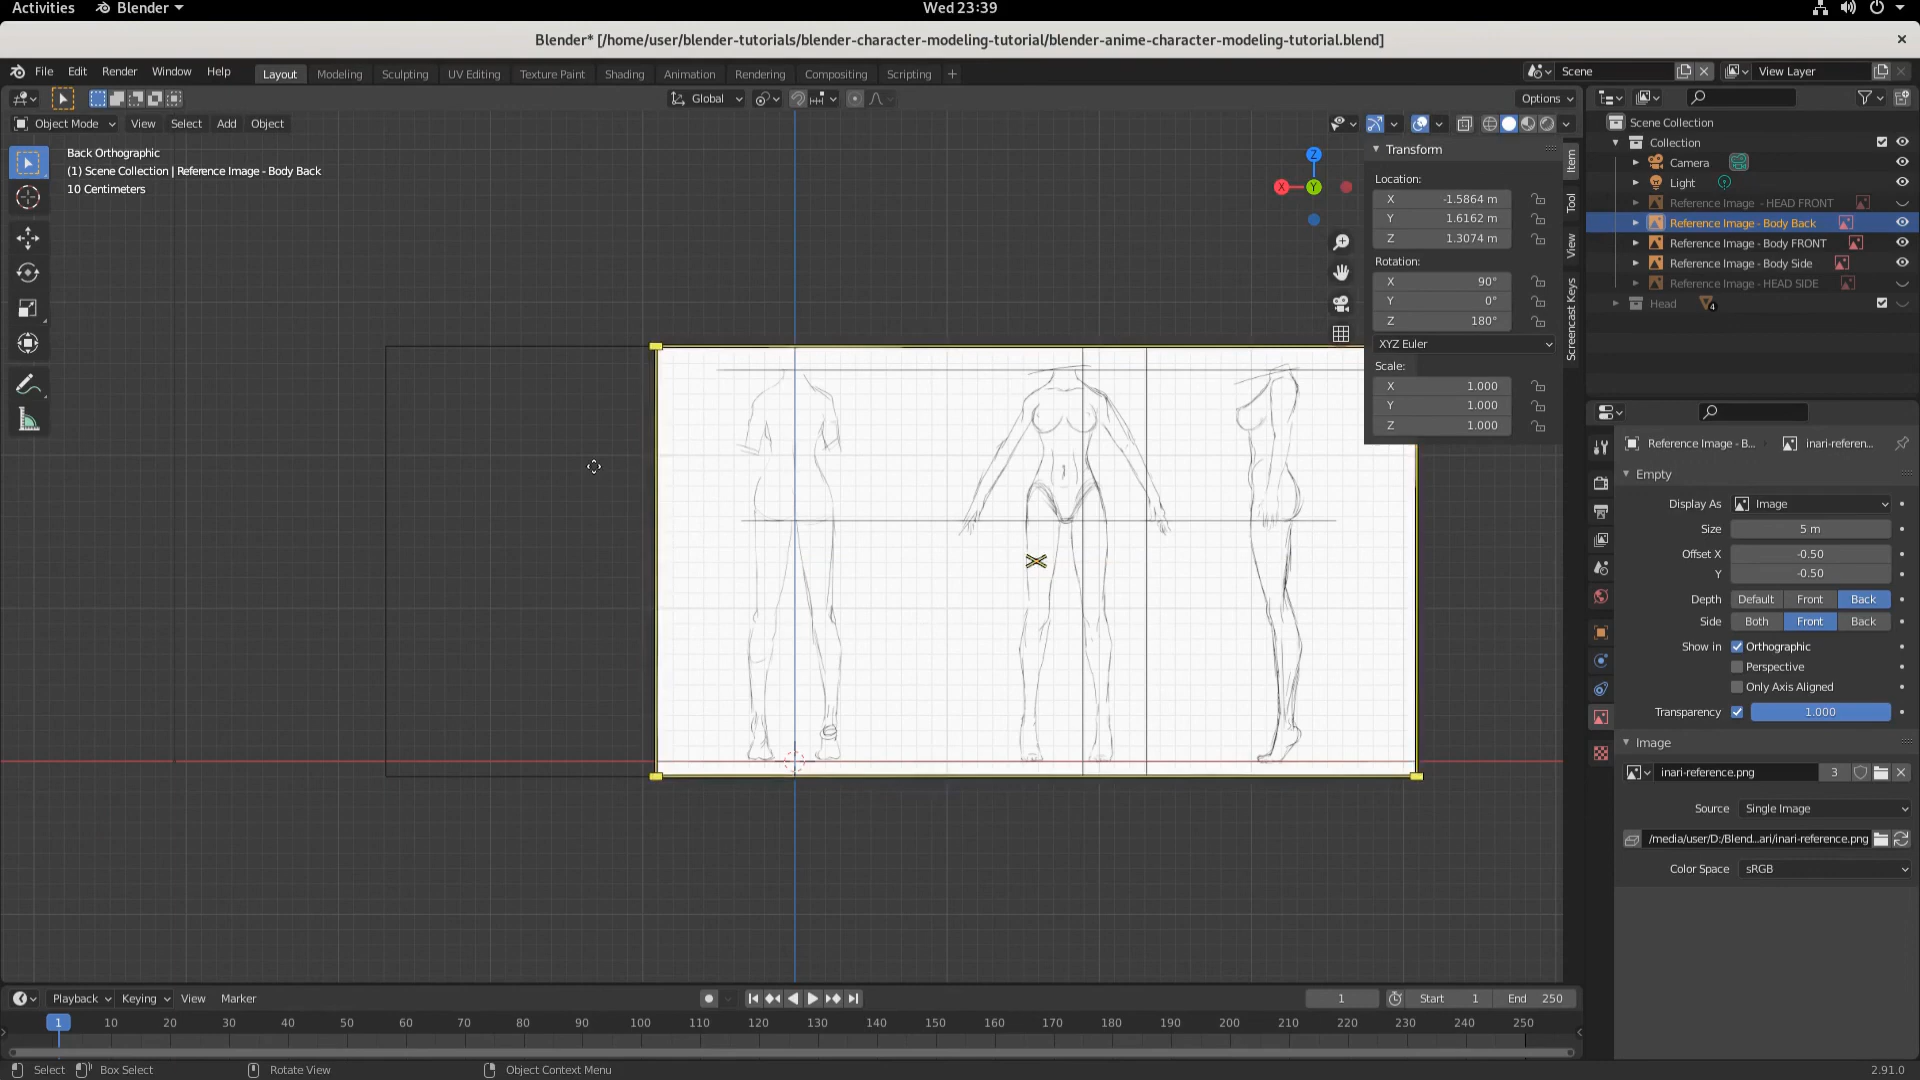 Activities Blender Wed 23:39
Blender* [/home/user/blender-tutorials/blender-character-modeling-tutorial/blender-anime-character-modeling-tutorial.blend]
File Edit Render Window Help Layout Modeling Sculpting UV Editing Texture Paint Shading Animation Rendering Compositing Scripting + Scene View Layer
Global Options
Object Mode View Select Add Object
Back Orthographic
(1) Scene Collection | Reference Image - Body Back
10 Centimeters
Z
X
Y
Transform
Location:
X -1.5864 m
Y 1.6162 m
Z 1.3074 m
Rotation:
X 90°
Y 0°
Z 180°
XYZ Euler
Scale:
X 1.000
Y 1.000
Z 1.000
Item
Tool
View
Screencast Keys
Scene Collection
Collection
Camera
Light
Reference Image - HEAD FRONT
Reference Image - Body Back
Reference Image - Body FRONT
Reference Image - Body Side
Reference Image - HEAD SIDE
Head 4
Reference Image - B... inari-referen...
Empty
Display As Image
Size 5 m
Offset X -0.50
Y -0.50
Depth Default Front Back
Side Both Front Back
Show in Orthographic
Perspective
Only Axis Aligned
Transparency 1.000
Image
inari-reference.png 3
Source Single Image
/media/user/D:/Blend...ari/inari-reference.png
Color Space sRGB
Playback Keying View Marker 1 Start 1 End 250
1 10 20 30 40 50 60 70 80 90 100 110 120 130 140 150 160 170 180 190 200 210 220 230 240 250
Select Box Select Rotate View Object Context Menu 2.91.0